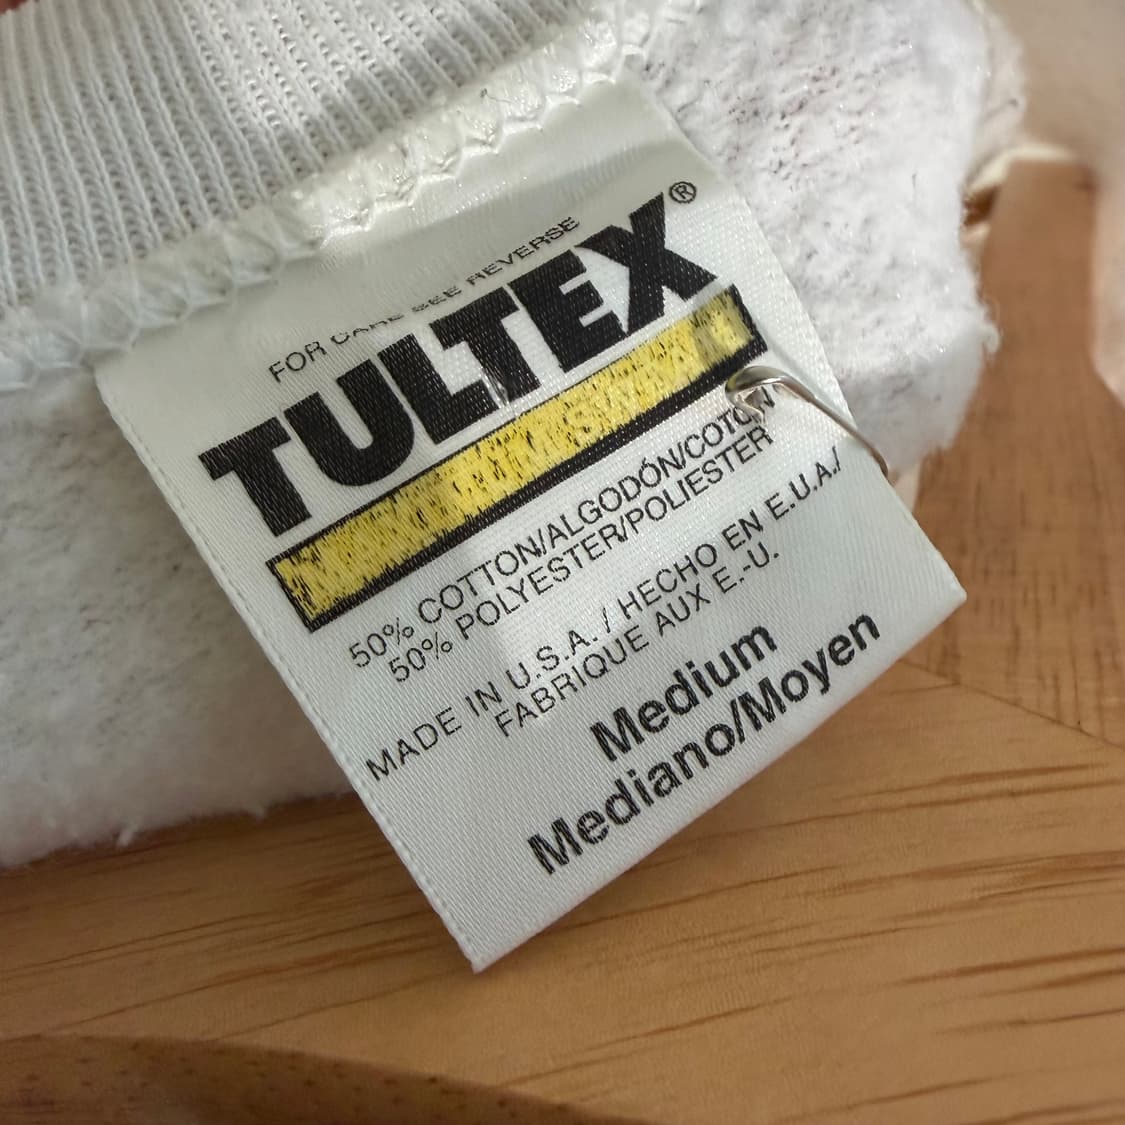 FOR CARE SEE REVERSE
TULTEX®
50% COTTON/ALGODÓN/COTON
50% POLYESTER/POLIESTER
MADE IN U.S.A. / HECHO EN E.U.A./
FABRIQUE AUX E.-U.
Medium
Mediano/Moyen